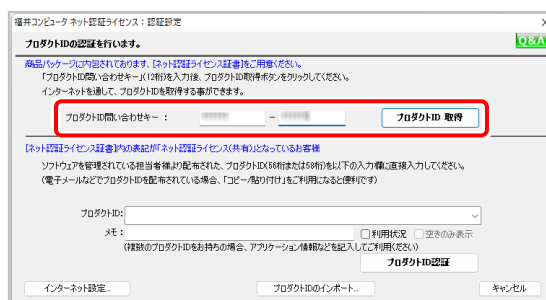 福井コンピュータ ネット認証ライセンス：認証設定
プロダクトIDの認証を行います。
Q&A
商品パッケージに内包されております、[ネット認証ライセンス証書]をご用意ください。
「プロダクトID問い合わせキー」(12桁)を入力後、プロダクトID取得ボタンをクリックしてください。
インターネットを通して、プロダクトIDを取得する事ができます。
プロダクトID問い合わせキー： - プロダクトID 取得
[ネット認証ライセンス証書]内の表記が「ネット認証ライセンス(共有)」となっているお客様
ソフトウェアを管理されている担当者様より配布された、プロダクトID(56桁または58桁)を以下の入力欄に直接入力してください。
(電子メールなどでプロダクトIDを配布されている場合、「コピー/貼り付け」をご利用になると便利です)
プロダクトID:
メモ： 利用状況 空きのみ表示
(複数のプロダクトIDをお持ちの場合、アプリケーション情報などを記入してご利用ください)
プロダクトID認証
インターネット設定.. プロダクトIDのインポート.. キャンセル